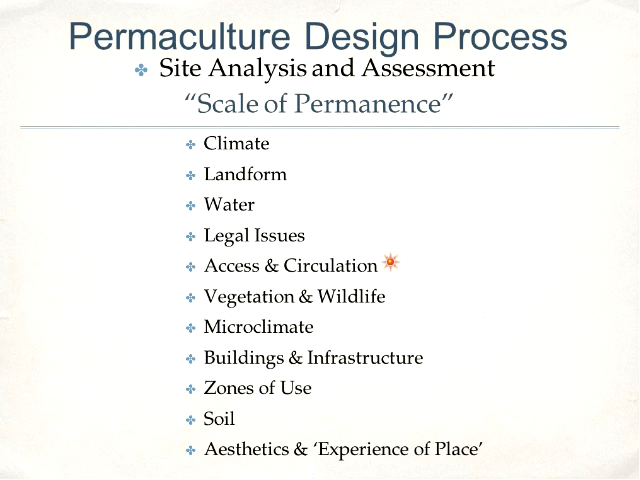 Permaculture Design Process
Site Analysis and Assessment
“Scale of Permanence”
Climate
Landform
Water
Legal Issues
Access & Circulation
Vegetation & Wildlife
Microclimate
Buildings & Infrastructure
Zones of Use
Soil
Aesthetics & ‘Experience of Place’